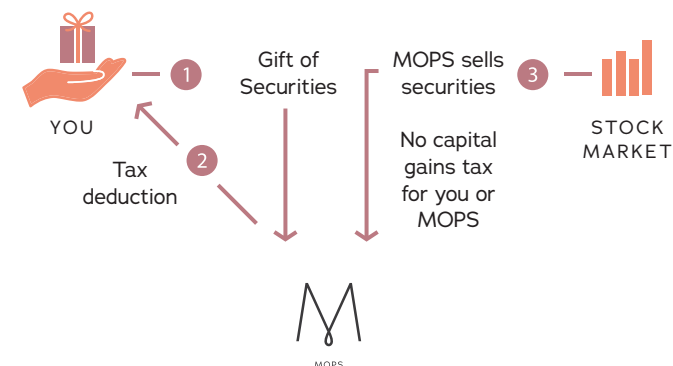 YOU
1
Gift of
Securities
2
Tax
deduction
MOPS sells
securities
3
No capital
gains tax
for you or
MOPS
STOCK
MARKET
M
MOPS